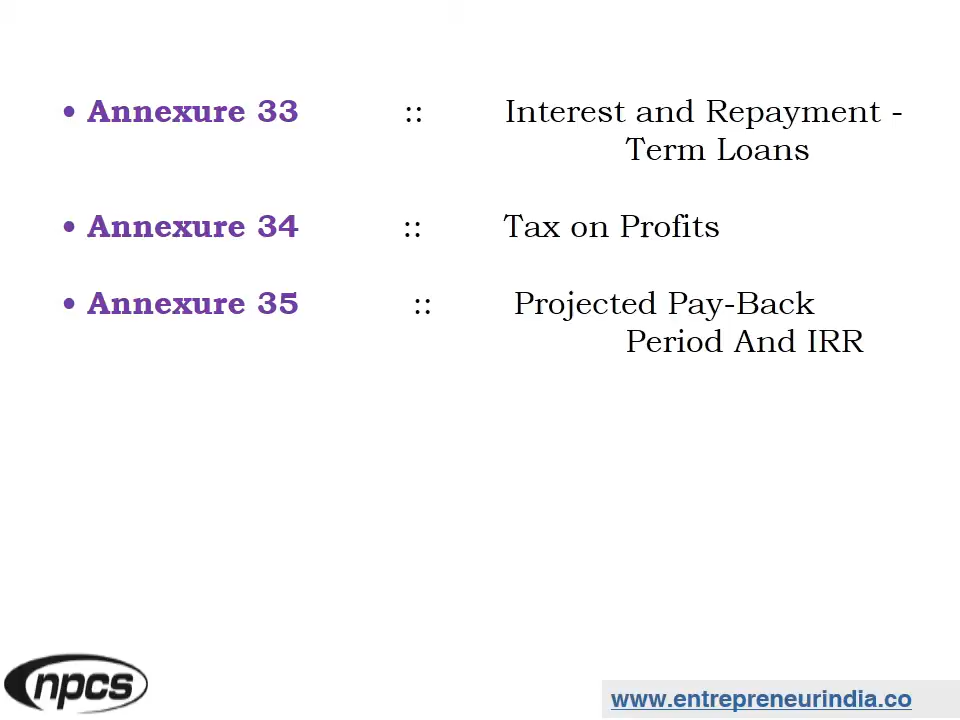 • Annexure 33 :: Interest and Repayment -
Term Loans
• Annexure 34 :: Tax on Profits
• Annexure 35 :: Projected Pay-Back
Period And IRR
npcs
www.entrepreneurindia.co